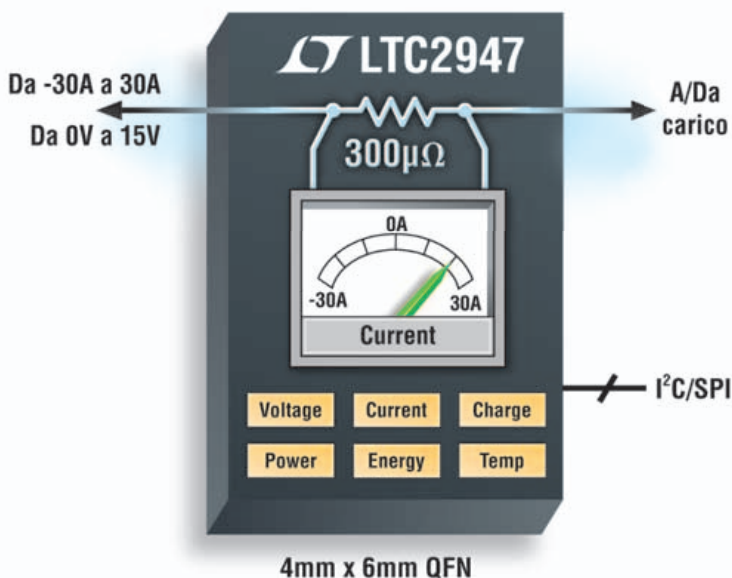 LTC2947
Da -30A a 30A
Da 0V a 15V
A/Da
carico
300μΩ
0A
-30A
30A
Current
I²C/SPI
Voltage
Current
Charge
Power
Energy
Temp
4mm x 6mm QFN